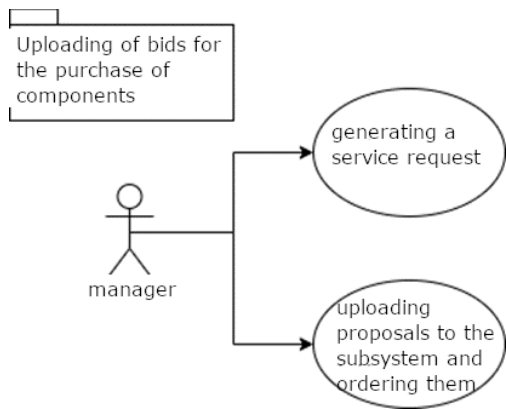 Uploading of bids for
the purchase of
components
generating a
service request
manager
uploading
proposals to the
subsystem and
ordering them